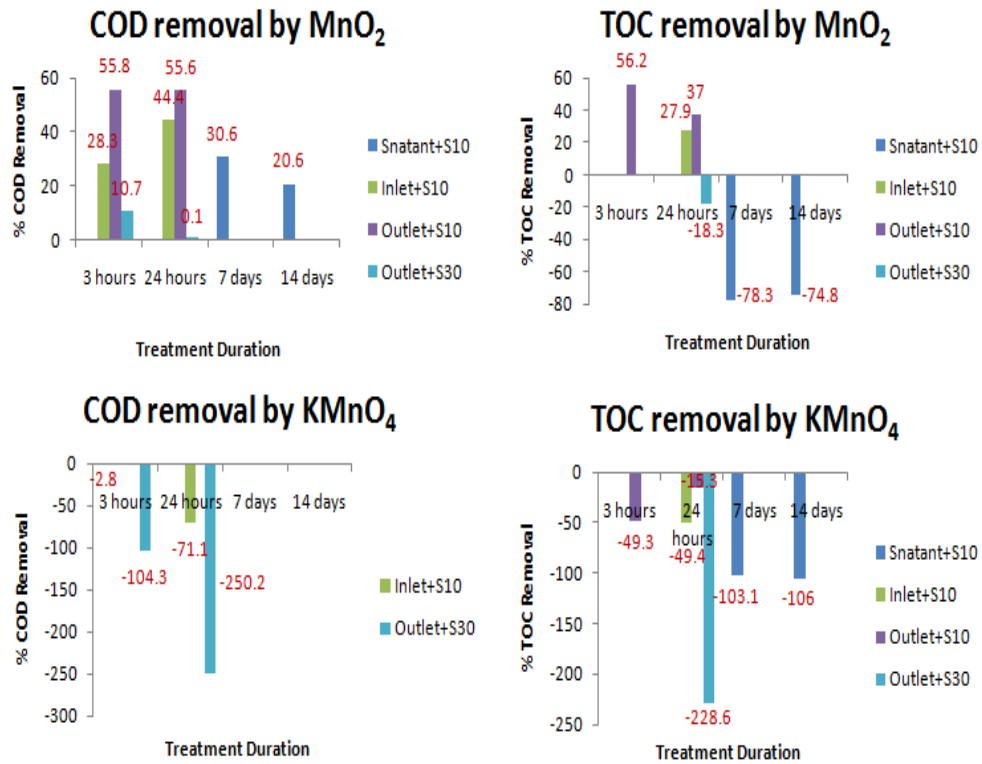 COD removal by MnO₂
% COD Removal
60
40
20
0
28.3
55.8
10.7
44.4
55.6
0.1
30.6
20.6
3 hours 24 hours 7 days 14 days
Treatment Duration
Snatant+S10
Inlet+S10
Outlet+S10
Outlet+S30
TOC removal by MnO₂
% TOC Removal
60
40
20
0
-20
-40
-60
-80
56.2
27.9
37
-18.3
-78.3
-74.8
3 hours 24 hours 7 days 14 days
Treatment Duration
Snatant+S10
Inlet+S10
Outlet+S10
Outlet+S30
COD removal by KMnO₄
% COD Removal
0
-50
-100
-150
-200
-250
-300
-2.8
-104.3
-71.1
-250.2
3 hours 24 hours 7 days 14 days
Treatment Duration
Inlet+S10
Outlet+S30
TOC removal by KMnO₄
% TOC Removal
0
-50
-100
-150
-200
-250
-49.3
-49.4
-15.3
-228.6
-103.1
-106
3 hours 24 7 days 14 days
hours
Treatment Duration
Snatant+S10
Inlet+S10
Outlet+S10
Outlet+S30